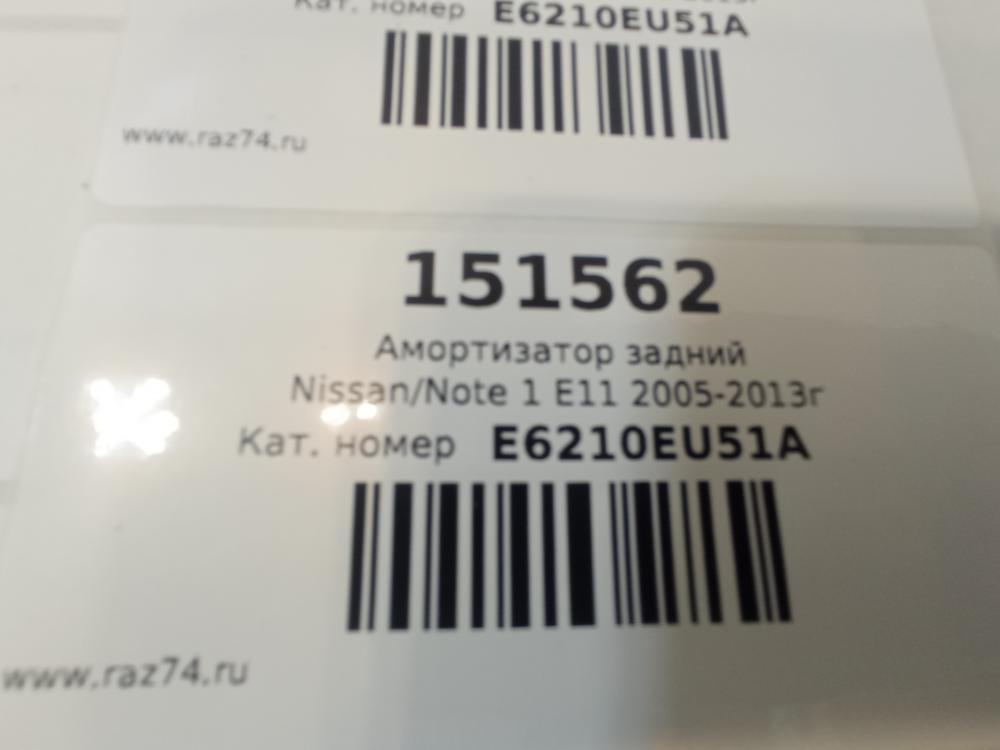 Кат. номер E6210EU51A
www.raz74.ru
151562
Амортизатор задний
Nissan/Note 1 E11 2005-2013г
Кат. номер E6210EU51A
www.raz74.ru